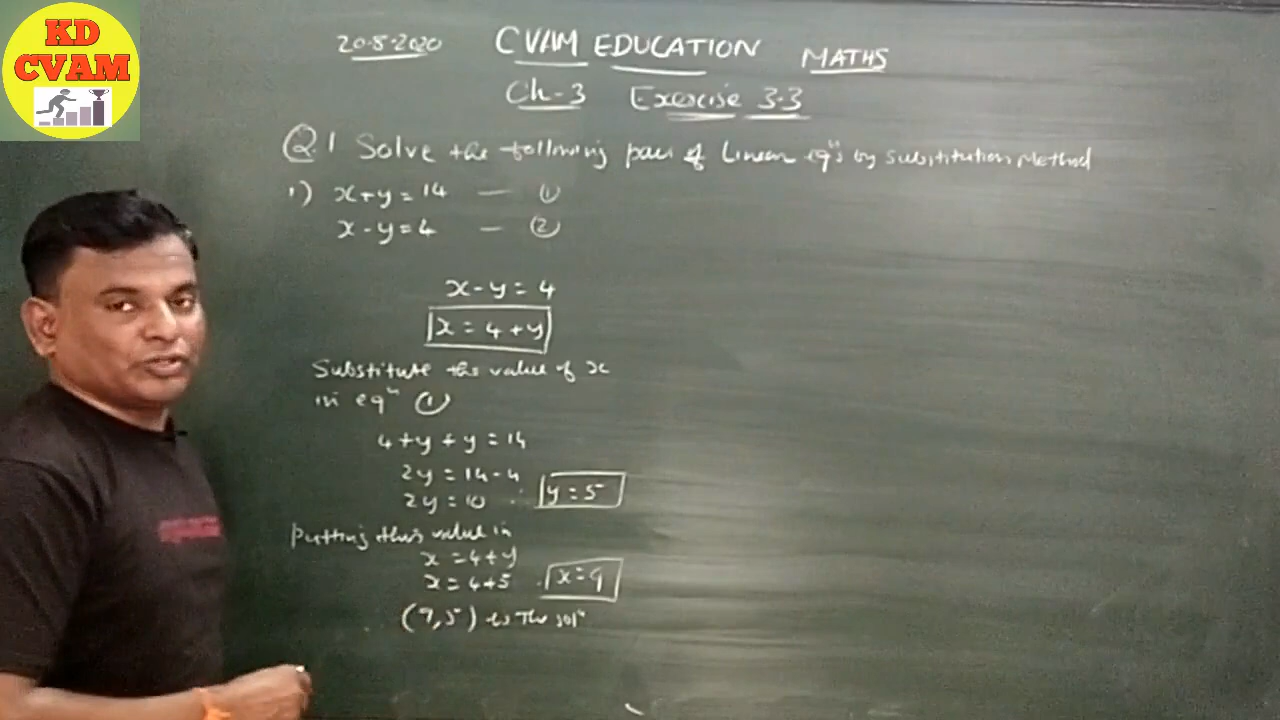 KD
CVAM
20.8.2020 CVAM EDUCATION MATHS
Ch-3 Exercise 3.3
Q.1 Solve the following pair of Linear eqⁿs by Substitution Method
1) x+y=14 — ①
x-y=4 — ②
x-y=4
x=4+y
Substitute this value of x
in eqⁿ ①
4+y+y=14
2y=14-4
2y=10 y=5
Putting this value in
x=4+y
x=4+5 x=9
(9,5) is the solⁿ